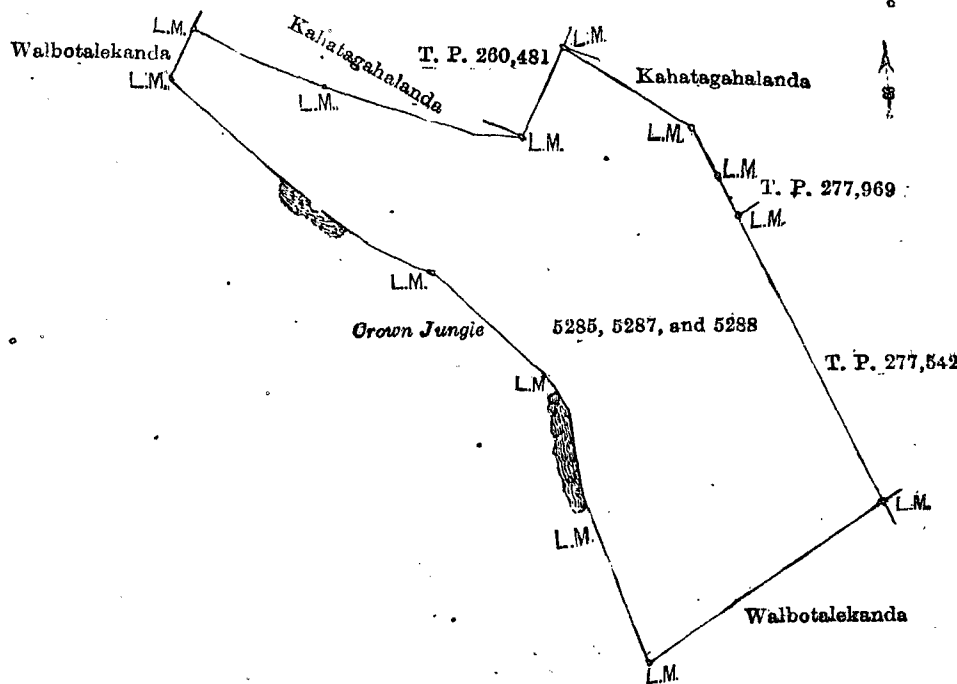 L.M.
Walbotalekanda
L.M.
Kahatagahalanda
L.M.
T. P. 260,481
L.M.
Kahatagahalanda
L.M.
L.M.
L.M.
T. P. 277,969
L.M.
L.M.
Crown Jungle
5285, 5287, and 5288
T. P. 277,542
L.M
L.M.
L.M.
Walbotalekanda
L.M.